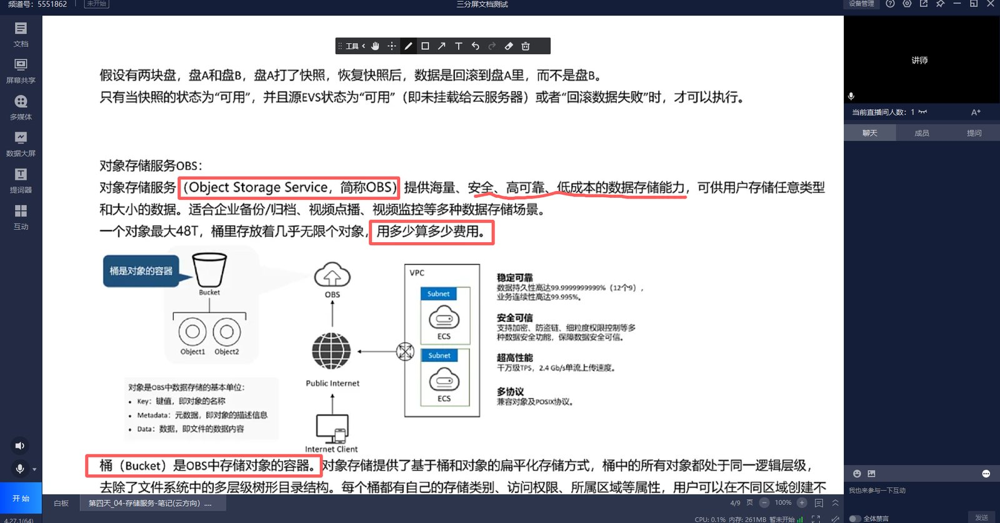 频道号：5551862
未开始
三分屏文档测试
设备管理
文档
屏幕共享
多媒体
数据大屏
提词器
互动
开 始
4.27.1(64)
工具
假设有两块盘，盘A和盘B，盘A打了快照，恢复快照后，数据是回滚到盘A里，而不是盘B。
只有当快照的状态为“可用”，并且源EVS状态为“可用”（即未挂载给云服务器）或者“回滚数据失败”时，才可以执行。
对象存储服务OBS：
对象存储服务（Object Storage Service，简称OBS）提供海量、安全、高可靠、低成本的数据存储能力，可供用户存储任意类型
和大小的数据。适合企业备份/归档、视频点播、视频监控等多种数据存储场景。
一个对象最大48T，桶里存放着几乎无限个对象，用多少算多少费用。
桶是对象的容器
Bucket
Object1 Object2
对象是OBS中数据存储的基本单位：
• Key：键值，即对象的名称
• Metadata：元数据，即对象的描述信息
• Data：数据，即文件的数据内容
OBS
Public Internet
Internet Client
VPC
Subnet
ECS
Subnet
ECS
稳定可靠
数据持久性高达99.9999999999%（12个9），
业务连续性高达99.995%。
安全可信
支持加密、防盗链、细粒度权限控制等多
种数据安全功能，保障数据安全可信。
超高性能
千万级TPS，2.4 Gb/s单流上传速度。
多协议
兼容对象及POSIX协议。
桶（Bucket）是OBS中存储对象的容器。对象存储提供了基于桶和对象的扁平化存储方式，桶中的所有对象都处于同一逻辑层级，
去除了文件系统中的多层级树形目录结构。每个桶都有自己的存储类别、访问权限、所属区域等属性，用户可以在不同区域创建不
白板
第四天_04-存储服务-笔记(云方向）....
4/9 页 100%
CPU: 0.1% 内存: 261MB 暂未开始
讲师
当前直播间人数：1
A+
聊天 成员 提问
我也来参与一下互动
全体禁言
发送